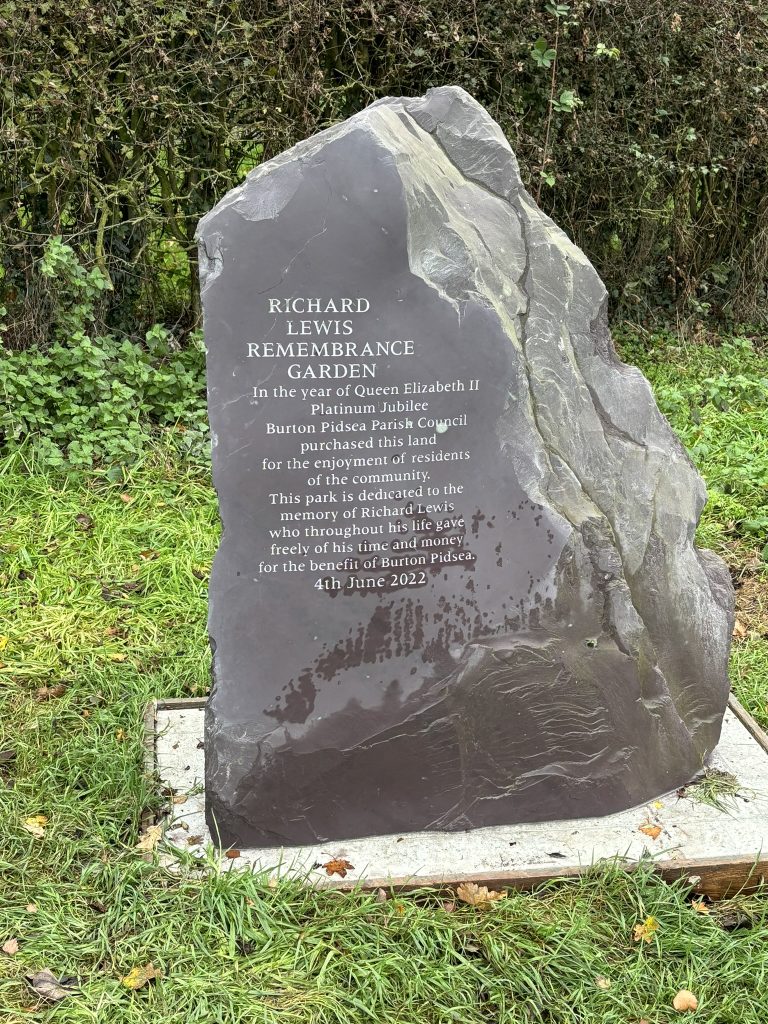 RICHARD
LEWIS
REMEMBRANCE
GARDEN
In the year of Queen Elizabeth II
Platinum Jubilee
Burton Pidsea Parish Council
purchased this land
for the enjoyment of residents
of the community.
This park is dedicated to the
memory of Richard Lewis
who throughout his life gave
freely of his time and money
for the benefit of Burton Pidsea.
4th June 2022